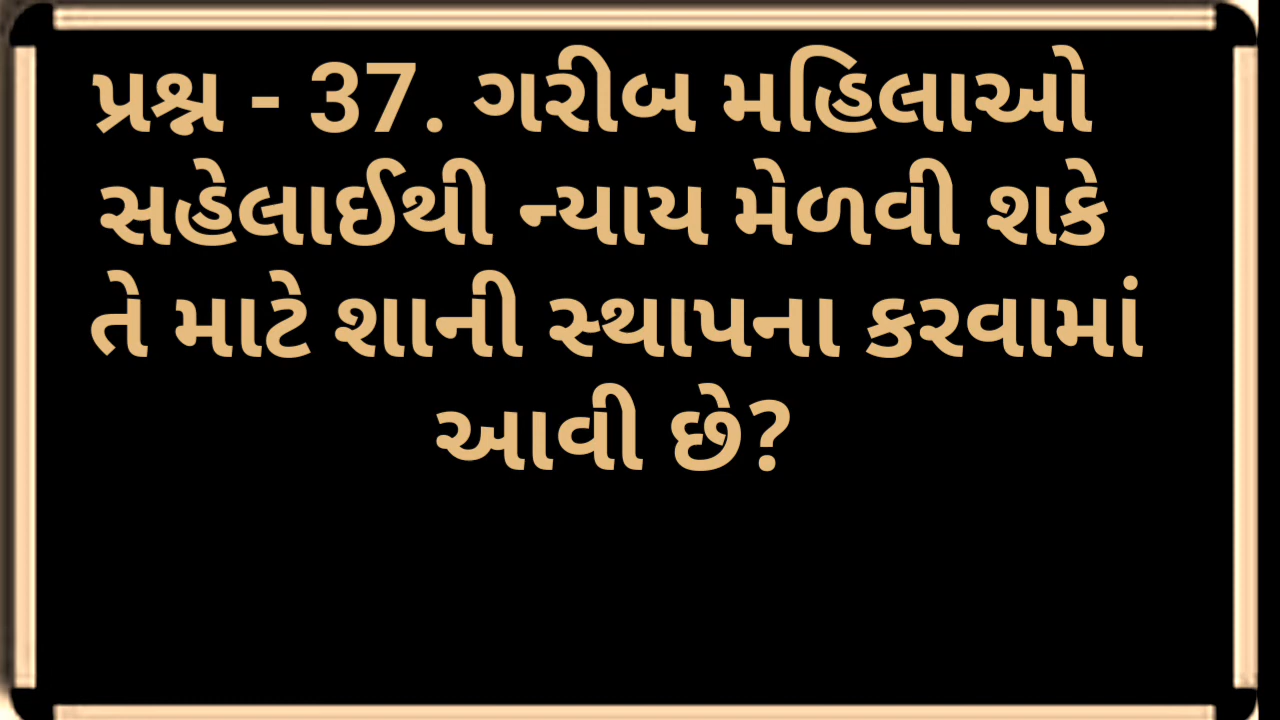 પ્રશ્ન - 37. ગરીબ મહિલાઓ
સહેલાઈથી ન્યાય મેળવી શકે
તે માટે શાની સ્થાપના કરવામાં
આવી છે?